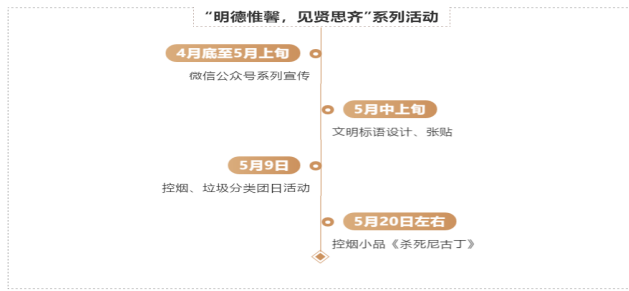 “明德惟馨，见贤思齐”系列活动
4月底至5月上旬
微信公众号系列宣传
5月中上旬
文明标语设计、张贴
5月9日
控烟、垃圾分类团日活动
5月20日左右
控烟小品《杀死尼古丁》